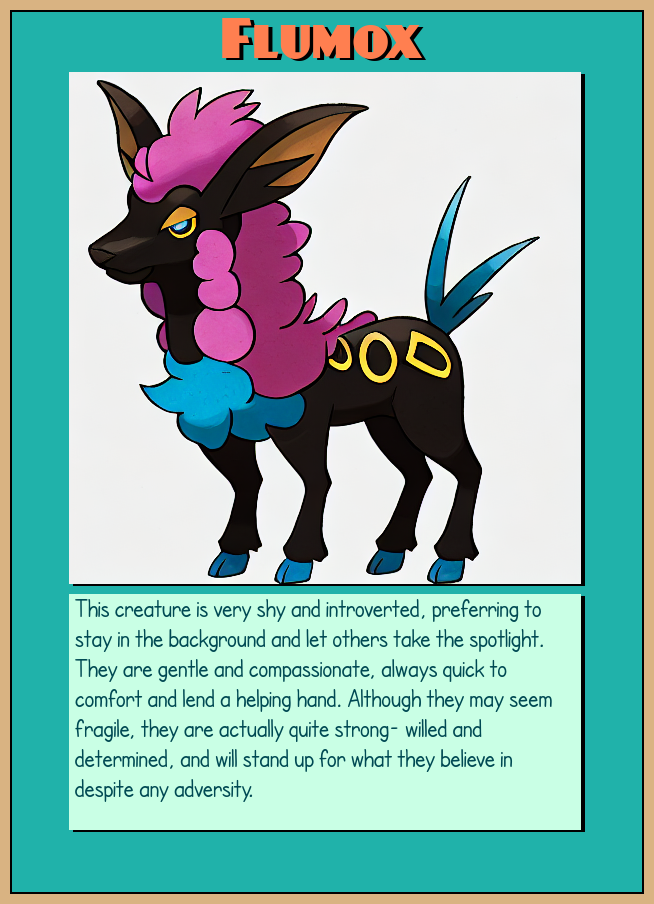 Flumox
This creature is very shy and introverted, preferring to
stay in the background and let others take the spotlight.
They are gentle and compassionate, always quick to
comfort and lend a helping hand. Although they may seem
fragile, they are actually quite strong- willed and
determined, and will stand up for what they believe in
despite any adversity.